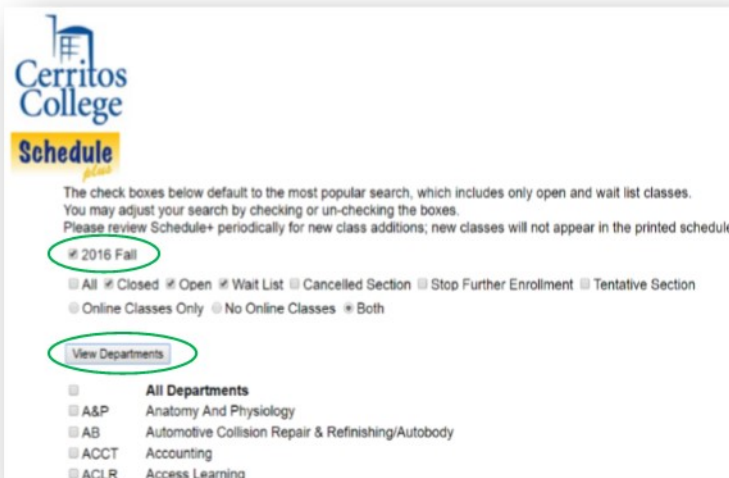 Cerritos
College
Schedule
plus
The check boxes below default to the most popular search, which includes only open and wait list classes.
You may adjust your search by checking or un-checking the boxes.
Please review Schedule+ periodically for new class additions; new classes will not appear in the printed schedule
2016 Fall
All Closed Open Wait List Cancelled Section Stop Further Enrollment Tentative Section
Online Classes Only No Online Classes Both
View Departments
All Departments
A&P Anatomy And Physiology
AB Automotive Collision Repair & Refinishing/Autobody
ACCT Accounting
ACLR Access Learning